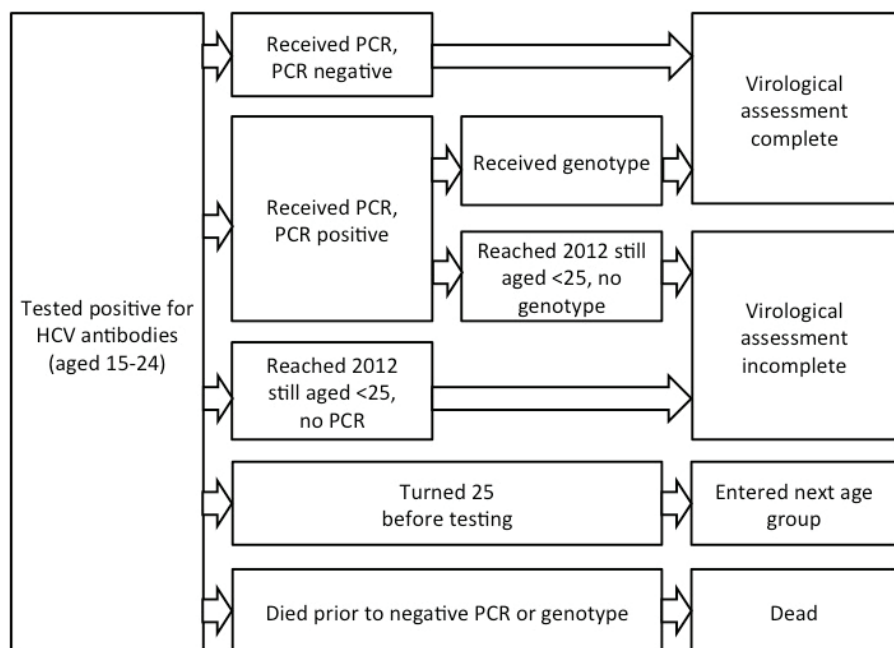 Tested positive for
HCV antibodies
(aged 15-24)
Received PCR,
PCR negative
Received PCR,
PCR positive
Received genotype
Reached 2012 still
aged <25, no
genotype
Reached 2012
still aged <25,
no PCR
Turned 25
before testing
Died prior to negative PCR or genotype
Virological
assessment
complete
Virological
assessment
incomplete
Entered next age
group
Dead